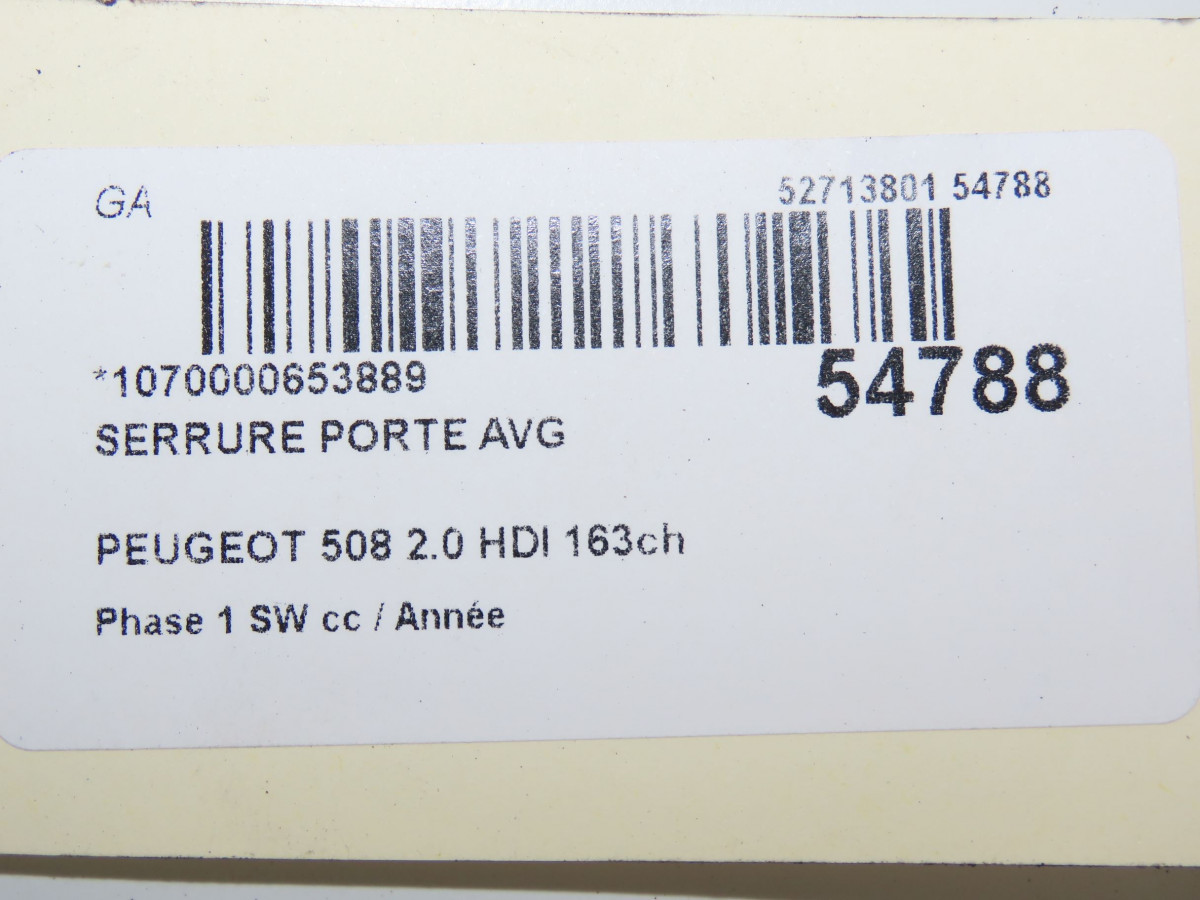 GA
52713801 54788
*1070000653889
54788
SERRURE PORTE AVG
PEUGEOT 508 2.0 HDI 163ch
Phase 1 SW cc / Année